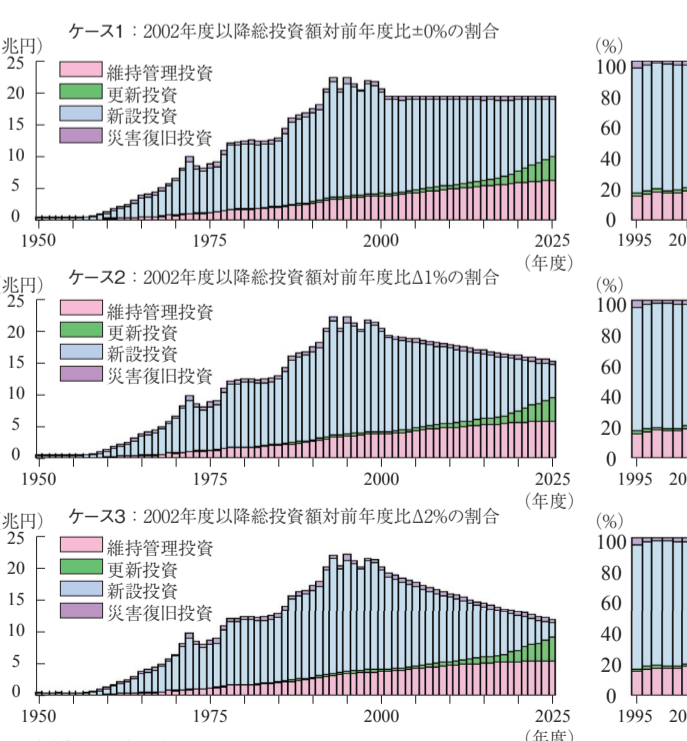 ケース1：2002年度以降総投資額対前年度比±0%の割合
兆円）
25
20
15
10
5
0
維持管理投資
更新投資
新設投資
災害復旧投資
1950 1975 2000 2025
（年度）
（%）
100
80
60
40
20
0
1995 20
ケース2：2002年度以降総投資額対前年度比Δ1%の割合
兆円）
25
20
15
10
5
0
維持管理投資
更新投資
新設投資
災害復旧投資
1950 1975 2000 2025
（年度）
（%）
100
80
60
40
20
0
1995 20
ケース3：2002年度以降総投資額対前年度比Δ2%の割合
兆円）
25
20
15
10
5
0
維持管理投資
更新投資
新設投資
災害復旧投資
1950 1975 2000 2025
（年度）
（%）
100
80
60
40
20
0
1995 20